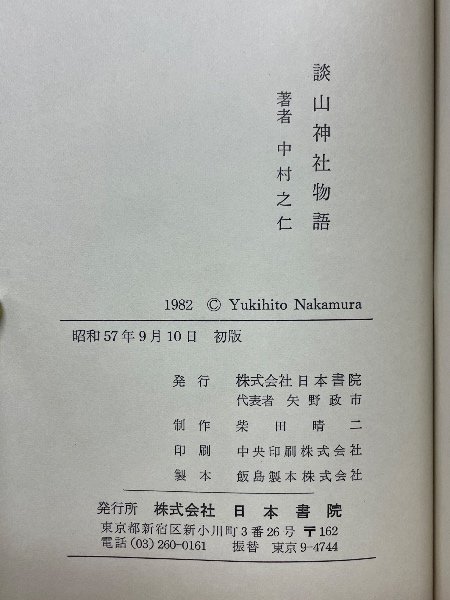 談山神社物語
著者 中村之仁
1982 © Yukihito Nakamura
昭和57年9月10日 初版
発行 株式会社日本書院
代表者 矢野政市
制作 柴田晴二
印刷 中央印刷株式会社
製本 飯島製本株式会社
発行所 株式会社 日本書院
東京都新宿区新小川町3番26号 〒162
電話(03)260-0161 振替 東京9-4744